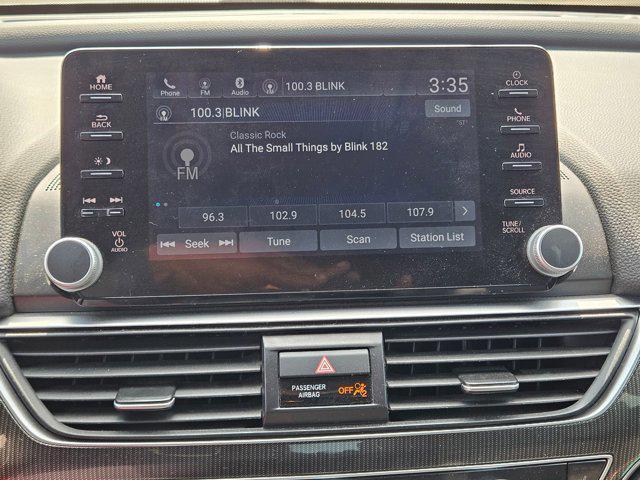 HOME
BACK
VOL
AUDIO
Phone
FM
Audio
FM
100.3|BLINK
3:35
100.3|BLINK
Sound
"ST"
FM
Classic Rock
All The Small Things by Blink 182
96.3
102.9
104.5
107.9
Seek
Tune
Scan
Station List
CLOCK
PHONE
AUDIO
SOURCE
TUNE/
SCROLL
PASSENGER
AIRBAG
OFF
2